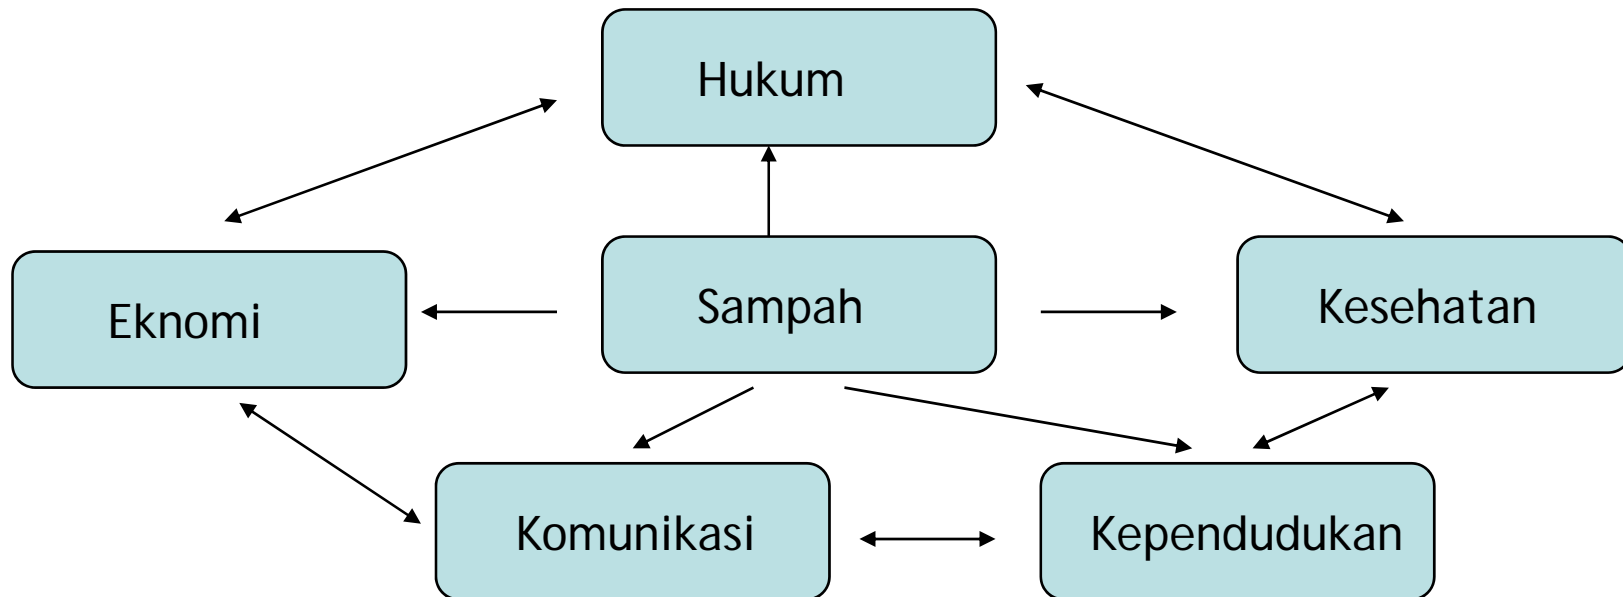 Hukum
Eknomi
Sampah
Kesehatan
Komunikasi
Kependudukan